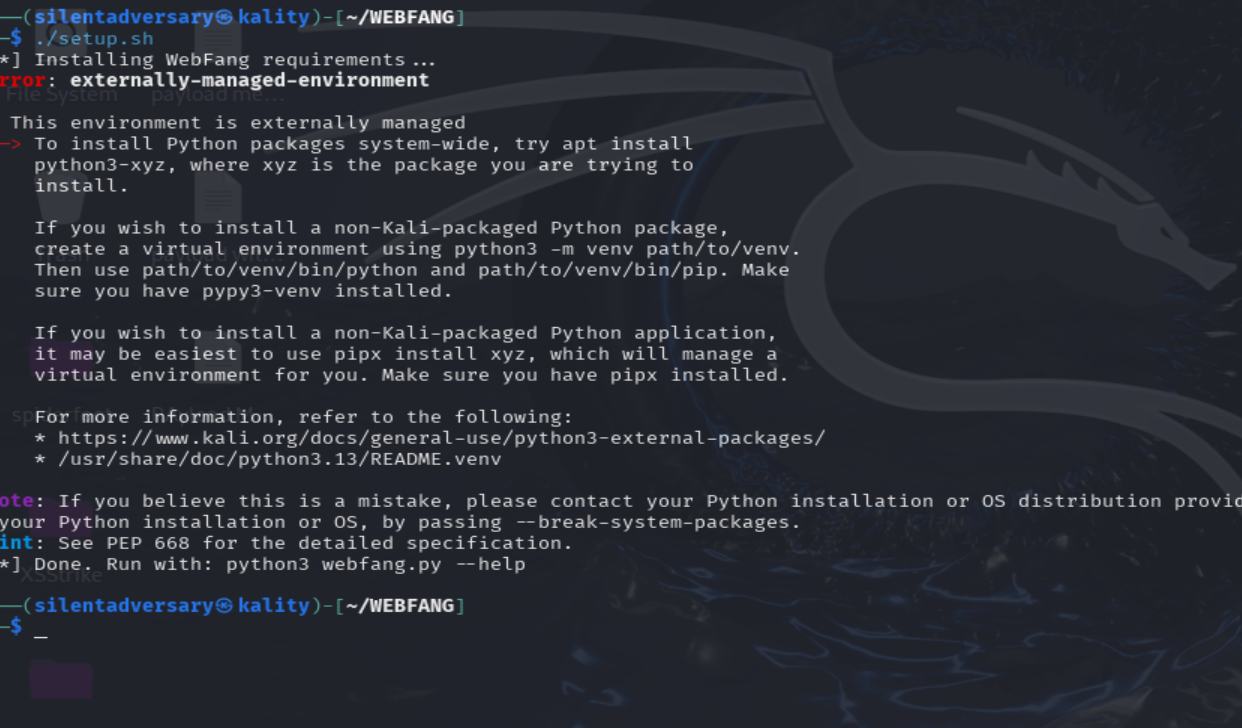 ──(silentadversary㉿kality)-[~/WEBFANG]
─$ ./setup.sh
*] Installing WebFang requirements...
rror: externally-managed-environment
File System payload me...
This environment is externally managed
─> To install Python packages system-wide, try apt install
python3-xyz, where xyz is the package you are trying to
install.
If you wish to install a non-Kali-packaged Python package,
create a virtual environment using python3 -m venv path/to/venv.
Then use path/to/venv/bin/python and path/to/venv/bin/pip. Make
sure you have pypy3-venv installed.
If you wish to install a non-Kali-packaged Python application,
it may be easiest to use pipx install xyz, which will manage a
virtual environment for you. Make sure you have pipx installed.
For more information, refer to the following:
* https://www.kali.org/docs/general-use/python3-external-packages/
* /usr/share/doc/python3.13/README.venv
ote: If you believe this is a mistake, please contact your Python installation or OS distribution provid
your Python installation or OS, by passing --break-system-packages.
int: See PEP 668 for the detailed specification.
*] Done. Run with: python3 webfang.py --help
XSStrike
──(silentadversary㉿kality)-[~/WEBFANG]
─$ _